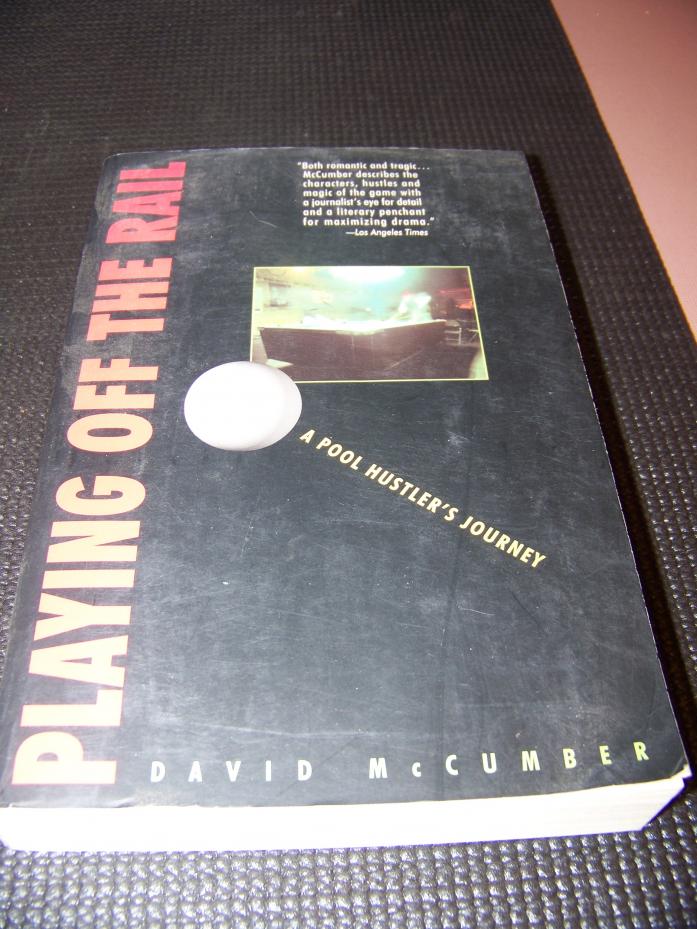 "Both romantic and tragic...
McCumber describes the
characters, hustles and
magic of the game with
a journalist's eye for detail
and a literary penchant
for maximizing drama."
—Los Angeles Times
PLAYING OFF THE RAIL
A POOL HUSTLER'S JOURNEY
DAVID McCUMBER